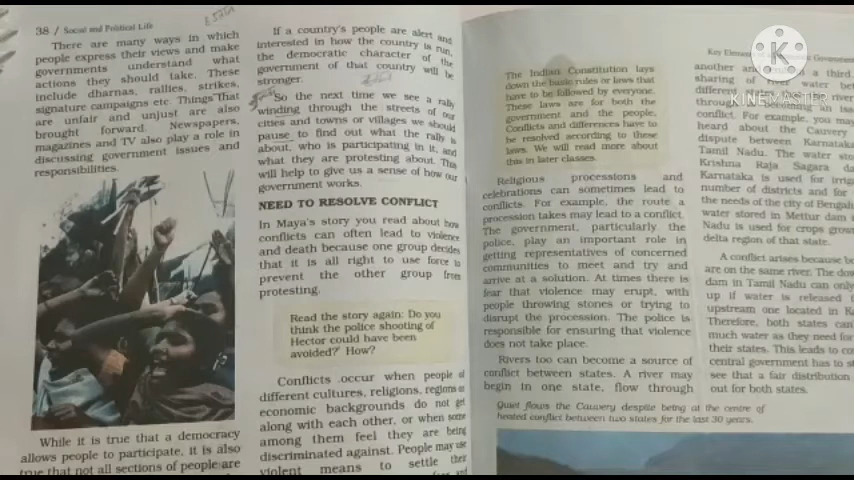 38 / Social and Political Life
There are many ways in which
people express their views and make
governments understand what
actions they should take. These
include dharnas, rallies, strikes,
signature campaigns etc. Things that
are unfair and unjust are also
brought forward. Newspapers,
magazines and TV also play a role in
discussing government issues and
responsibilities.
While it is true that a democracy
allows people to participate, it is also
true that not all sections of people are
If a country's people are alert and
interested in how the country is run,
the democratic character of the
government of that country will be
stronger.
So the next time we see a rally
winding through the streets of our
cities and towns or villages we should
pause to find out what the rally is
about, who is participating in it, and
what they are protesting about. This
will help to give us a sense of how our
government works.
NEED TO RESOLVE CONFLICT
In Maya's story you read about how
conflicts can often lead to violence
and death because one group decides
that it is all right to use force to
prevent the other group from
protesting.
Read the story again: Do you
think the police shooting of
Hector could have been
avoided? How?
Conflicts occur when people of
different cultures, religions, regions or
economic backgrounds do not get
along with each other, or when some
among them feel they are being
discriminated against. People may use
violent means to settle their
Key Elements Government
The Indian Constitution lays
down the basic rules or laws that
have to be followed by everyone.
These laws are for both the
government and the people.
Conflicts and differences have to
be resolved according to these
laws. We will read more about
this in later classes.
Religious processions and
celebrations can sometimes lead to
conflicts. For example, the route a
procession takes may lead to a conflict.
The government, particularly the
police, play an important role in
getting representatives of concerned
communities to meet and try and
arrive at a solution. At times there is
fear that violence may erupt, with
people throwing stones or trying to
disrupt the procession. The police is
responsible for ensuring that violence
does not take place.
Rivers too can become a source of
conflict between states. A river may
begin in one state, flow through
Quiet flows the Cauvery despite being at the centre of
heated conflict between two states for the last 30 years.
another and a third.
sharing of river water
different river
through
conflict. For example, you may
heard about the Cauvery
dispute between Karnataka
Tamil Nadu. The water
Krishna Raja Sagara
Karnataka is used for
number of districts and for
the needs of the city of
water stored in Mettur dam
Nadu is used for crops
delta region of that state.
A conflict arises because
are on the same river. The
dam in Tamil Nadu can only
up if water is released
upstream one located in
Therefore, both states
much water as they need for
their states. This leads to
central government has to
see that a fair distribution
out for both states.
KINEMASTER